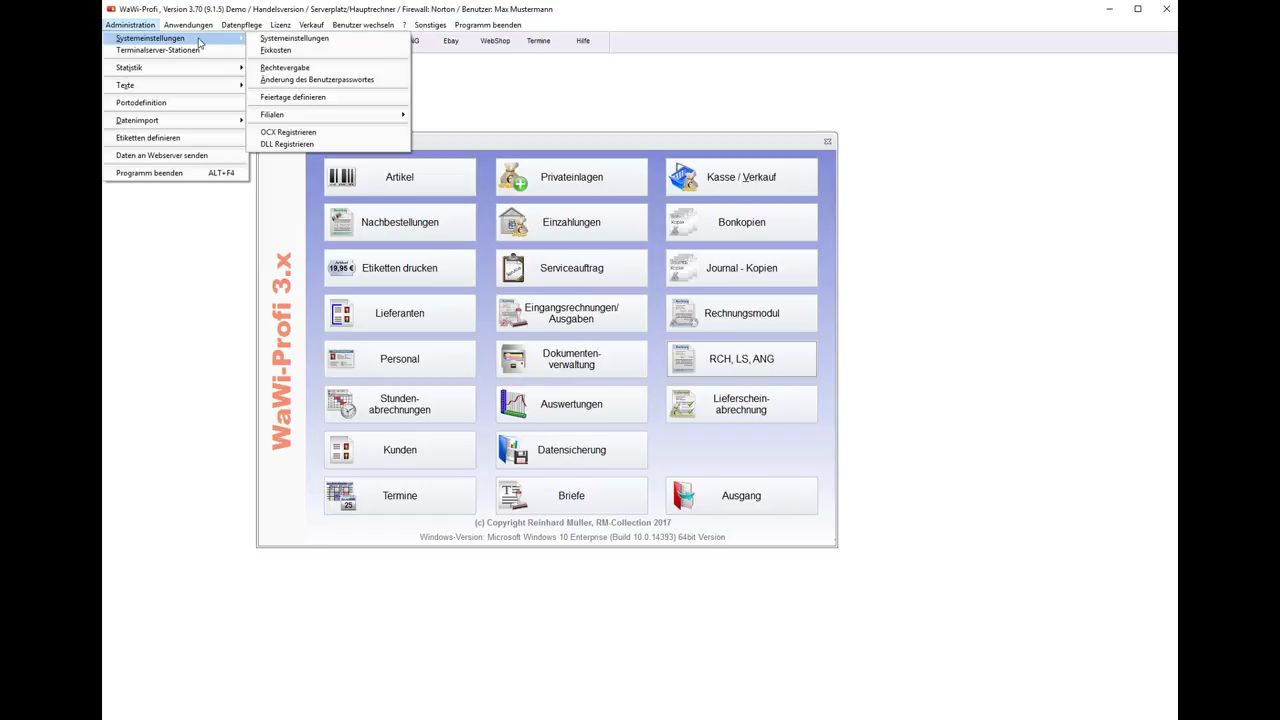 WaWi-Profi , Version 3.70 (9.1.5) Demo / Handelsversion / Serverplatz/Hauptrechner / Firewall: Norton / Benutzer: Max Mustermann
Administration Anwendungen Datenpflege Lizenz Verkauf Benutzer wechseln ? Sonstiges Programm beenden
Ebay WebShop Termine Hilfe
Systemeinstellungen
Terminalserver-Stationen
Statistik
Texte
Portodefinition
Datenimport
Etiketten definieren
Daten an Webserver senden
Programm beenden ALT+F4
Systemeinstellungen
Fixkosten
Rechtevergabe
Änderung des Benutzerpasswortes
Feiertage definieren
Filialen
OCX Registrieren
DLL Registrieren
WaWi-Profi 3.x
Artikel
Privateinlagen
Kasse / Verkauf
Nachbestellungen
Einzahlungen
Bonkopien
Etiketten drucken
Serviceauftrag
Journal - Kopien
Lieferanten
Eingangsrechnungen/
Ausgaben
Rechnungsmodul
Personal
Dokumenten-
verwaltung
RCH, LS, ANG
Stunden-
abrechnungen
Auswertungen
Lieferschein-
abrechnung
Kunden
Datensicherung
Termine
Briefe
Ausgang
(c) Copyright Reinhard Müller, RM-Collection 2017
Windows-Version: Microsoft Windows 10 Enterprise (Build 10.0.14393) 64bit Version